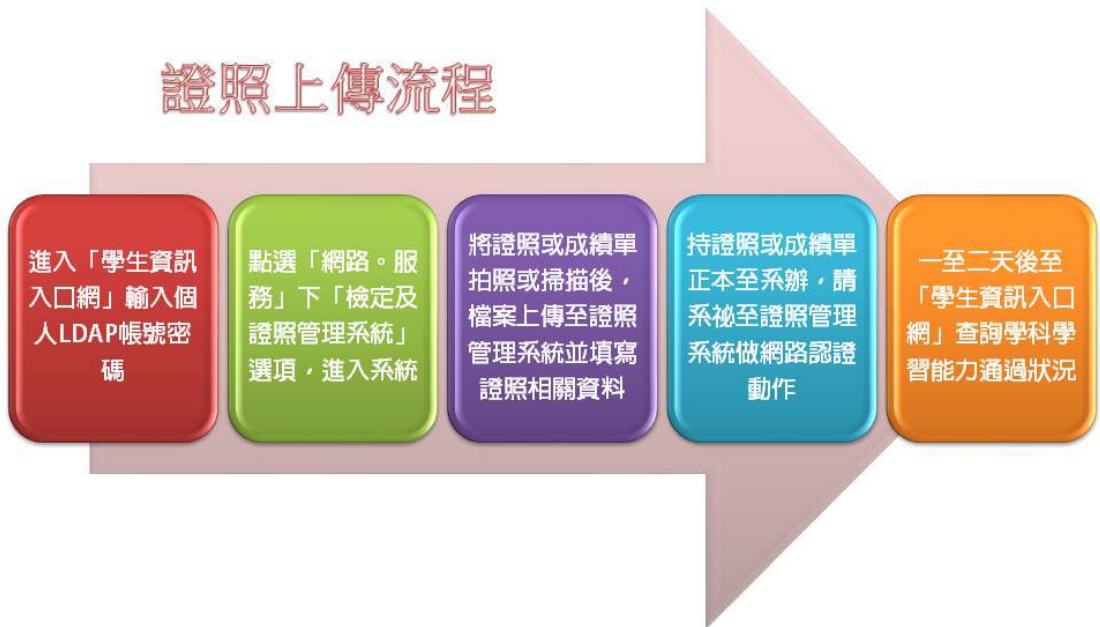 證照上傳流程
進入「學生資訊
入口網」輸入個
人LDAP帳號密
碼
點選「網路。服
務」下「檢定及
證照管理系統」
選項，進入系統
將證照或成績單
拍照或掃描後，
檔案上傳至證照
管理系統並填寫
證照相關資料
持證照或成績單
正本至系辦，請
系祕至證照管理
系統做網路認證
動作
一至二天後至
「學生資訊入口
網」查詢學科學
習能力通過狀況